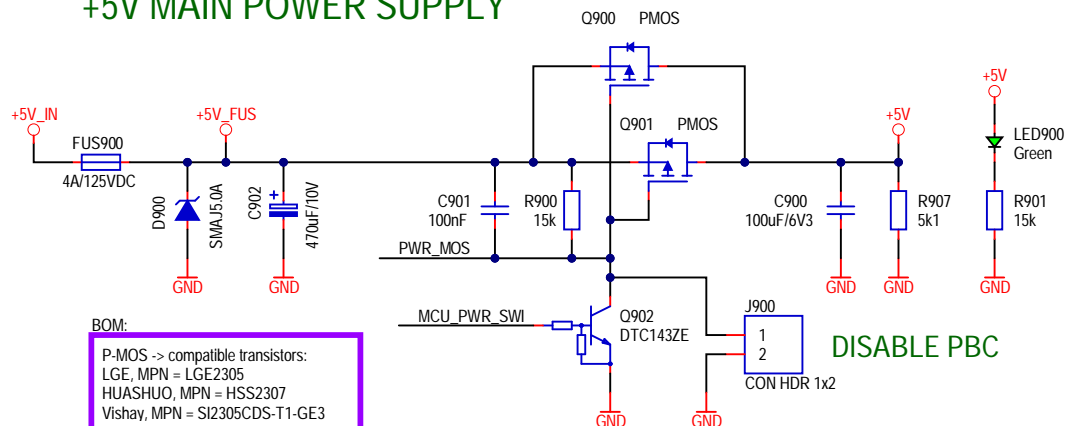 +5V MAIN POWER SUPPLY
Q900 PMOS
+5V_IN
+5V_FUS
FUS900
4A/125VDC
Q901 PMOS
+5V
+5V
LED900
Green
D900
SMAJ5.0A
C902
+
470uF/10V
C901
100nF
R900
15k
C900
100uF/6V3
R907
5k1
R901
15k
PWR_MOS
GND
GND
GND
GND
GND
MCU_PWR_SWI
Q902
DTC143ZE
J900
1
2
CON HDR 1x2
DISABLE PBC
GND
GND
BOM:
P-MOS -> compatible transistors:
LGE, MPN = LGE2305
HUASHUO, MPN = HSS2307
Vishay, MPN = SI2305CDS-T1-GE3